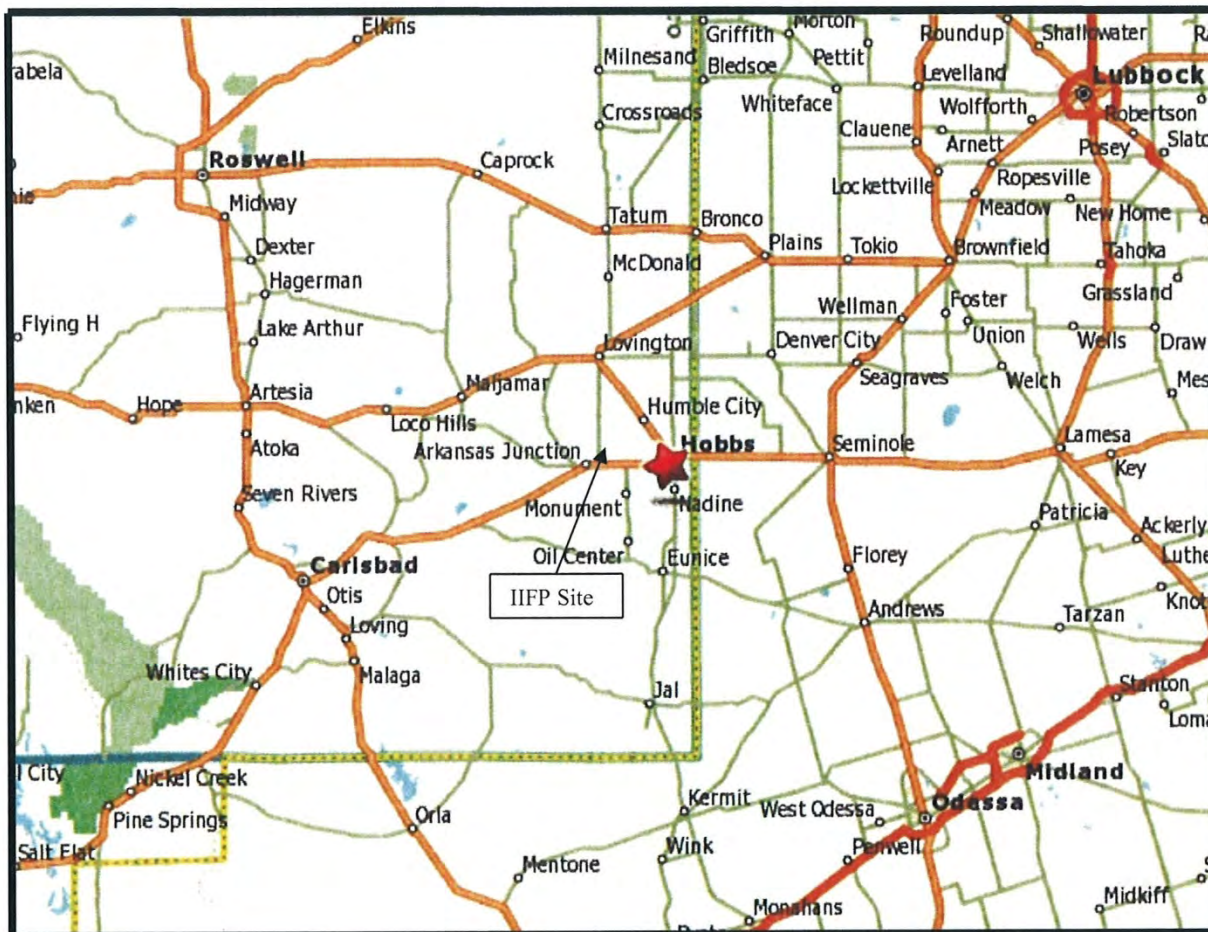 Elkins
Griffith
Morton
Roundup
Shallowater
Milnesand
Bledsoe
Pettit
Levelland
Lubbock
Whiteface
Wolfforth
Robertson
Crossroads
Clauene
Arnett
Posey
Roswell
Caprock
Lockettville
Ropesville
Midway
Meadow
New Home
Tatum
Bronco
Plains
Tokio
Brownfield
Tahoka
Dexter
McDonald
Hagerman
Grassland
Flying H
Wellman
Foster
Lake Arthur
Union
Wells
Draw
Lovington
Denver City
Seagraves
Welch
Artesia
Maljamar
Hope
Loco Hills
Humble City
Atoka
Arkansas Junction
Hobbs
Seminole
Lamesa
Key
Seven Rivers
Monument
Nadine
Patricia
Ackerly
Oil Center
Eunice
Florey
Carlsbad
IIFP Site
Otis
Andrews
Tarzan
Loving
Whites City
Malaga
Jal
Stanton
l City
Nickel Creek
Midland
Pine Springs
Orla
Kermit
West Odessa
Odessa
Salt Flat
Mentone
Wink
Penwell
Midkiff
Monahans